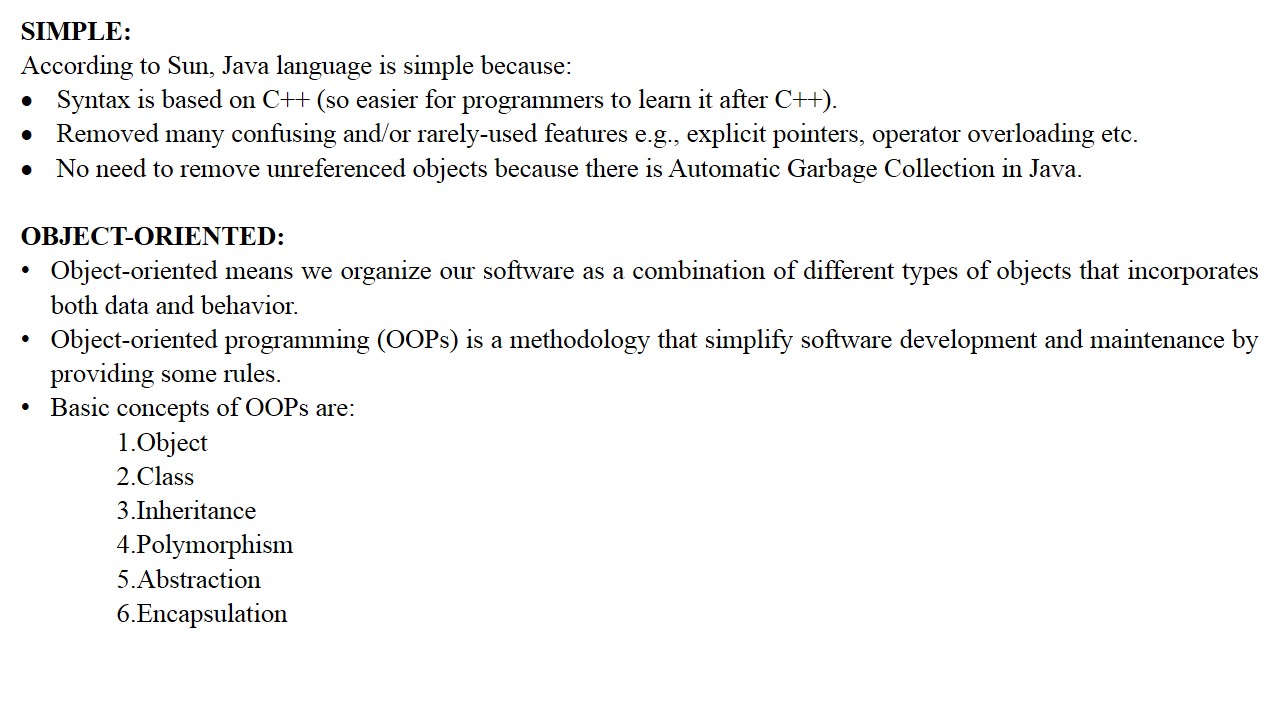 SIMPLE:
According to Sun, Java language is simple because:
• Syntax is based on C++ (so easier for programmers to learn it after C++).
• Removed many confusing and/or rarely-used features e.g., explicit pointers, operator overloading etc.
• No need to remove unreferenced objects because there is Automatic Garbage Collection in Java.
OBJECT-ORIENTED:
• Object-oriented means we organize our software as a combination of different types of objects that incorporates
both data and behavior.
• Object-oriented programming (OOPs) is a methodology that simplify software development and maintenance by
providing some rules.
• Basic concepts of OOPs are:
1.Object
2.Class
3.Inheritance
4.Polymorphism
5.Abstraction
6.Encapsulation